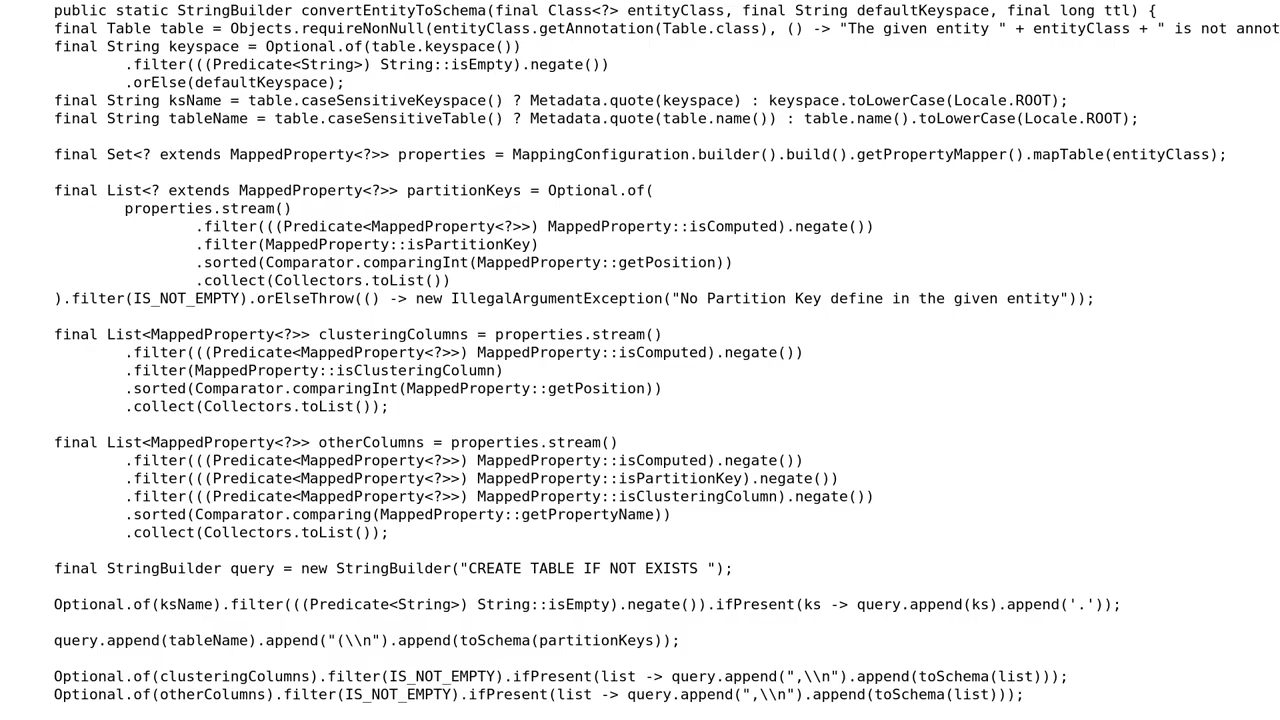 public static StringBuilder convertEntityToSchema(final Class<?> entityClass, final String defaultKeyspace, final long ttl) {
final Table table = Objects.requireNonNull(entityClass.getAnnotation(Table.class), () -> "The given entity " + entityClass + " is not annot
final String keyspace = Optional.of(table.keyspace())
.filter(((Predicate<String>) String::isEmpty).negate())
.orElse(defaultKeyspace);
final String ksName = table.caseSensitiveKeyspace() ? Metadata.quote(keyspace) : keyspace.toLowerCase(Locale.ROOT);
final String tableName = table.caseSensitiveTable() ? Metadata.quote(table.name()) : table.name().toLowerCase(Locale.ROOT);
final Set<? extends MappedProperty<?>> properties = MappingConfiguration.builder().build().getPropertyMapper().mapTable(entityClass);
final List<? extends MappedProperty<?>> partitionKeys = Optional.of(
properties.stream()
.filter(((Predicate<MappedProperty<?>>) MappedProperty::isComputed).negate())
.filter(MappedProperty::isPartitionKey)
.sorted(Comparator.comparingInt(MappedProperty::getPosition))
.collect(Collectors.toList())
).filter(IS_NOT_EMPTY).orElseThrow(() -> new IllegalArgumentException("No Partition Key define in the given entity"));
final List<MappedProperty<?>> clusteringColumns = properties.stream()
.filter(((Predicate<MappedProperty<?>>) MappedProperty::isComputed).negate())
.filter(MappedProperty::isClusteringColumn)
.sorted(Comparator.comparingInt(MappedProperty::getPosition))
.collect(Collectors.toList());
final List<MappedProperty<?>> otherColumns = properties.stream()
.filter(((Predicate<MappedProperty<?>>) MappedProperty::isComputed).negate())
.filter(((Predicate<MappedProperty<?>>) MappedProperty::isPartitionKey).negate())
.filter(((Predicate<MappedProperty<?>>) MappedProperty::isClusteringColumn).negate())
.sorted(Comparator.comparing(MappedProperty::getPropertyName))
.collect(Collectors.toList());
final StringBuilder query = new StringBuilder("CREATE TABLE IF NOT EXISTS ");
Optional.of(ksName).filter(((Predicate<String>) String::isEmpty).negate()).ifPresent(ks -> query.append(ks).append('.'));
query.append(tableName).append("(\\n").append(toSchema(partitionKeys));
Optional.of(clusteringColumns).filter(IS_NOT_EMPTY).ifPresent(list -> query.append(",\\n").append(toSchema(list)));
Optional.of(otherColumns).filter(IS_NOT_EMPTY).ifPresent(list -> query.append(",\\n").append(toSchema(list)));